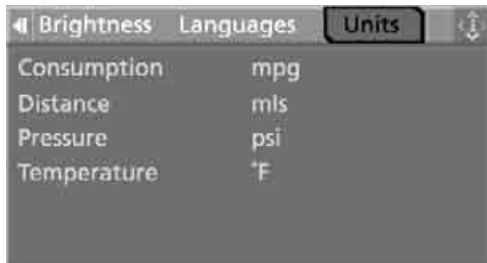 Brightness Languages Units
Consumption mpg
Distance mls
Pressure psi
Temperature °F